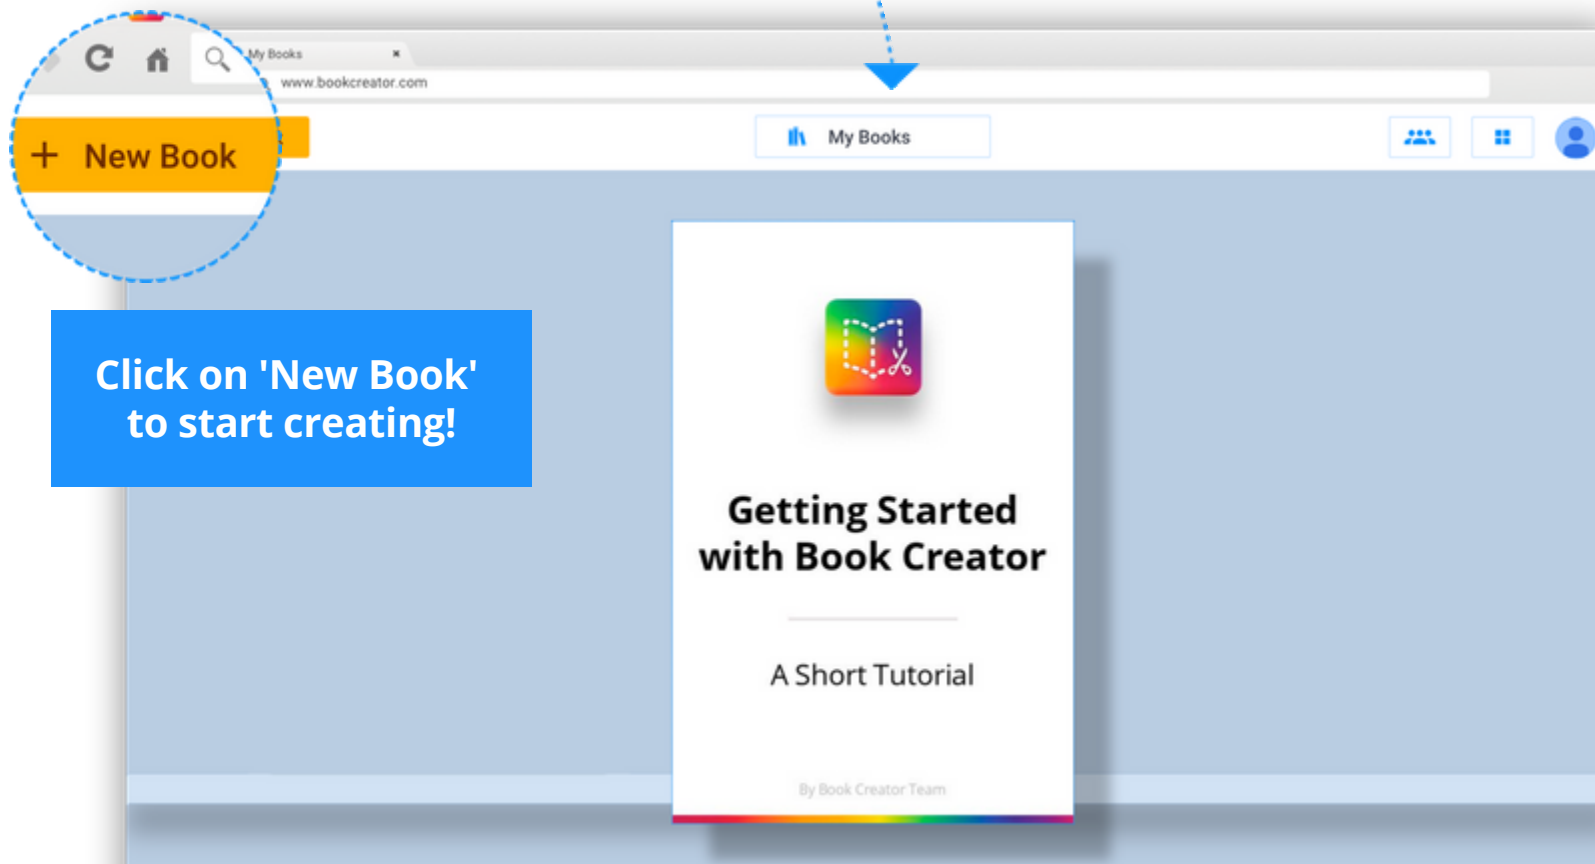 My Books
www.bookcreator.com
+ New Book
My Books
Click on 'New Book'
to start creating!
Getting Started
with Book Creator
A Short Tutorial
By Book Creator Team